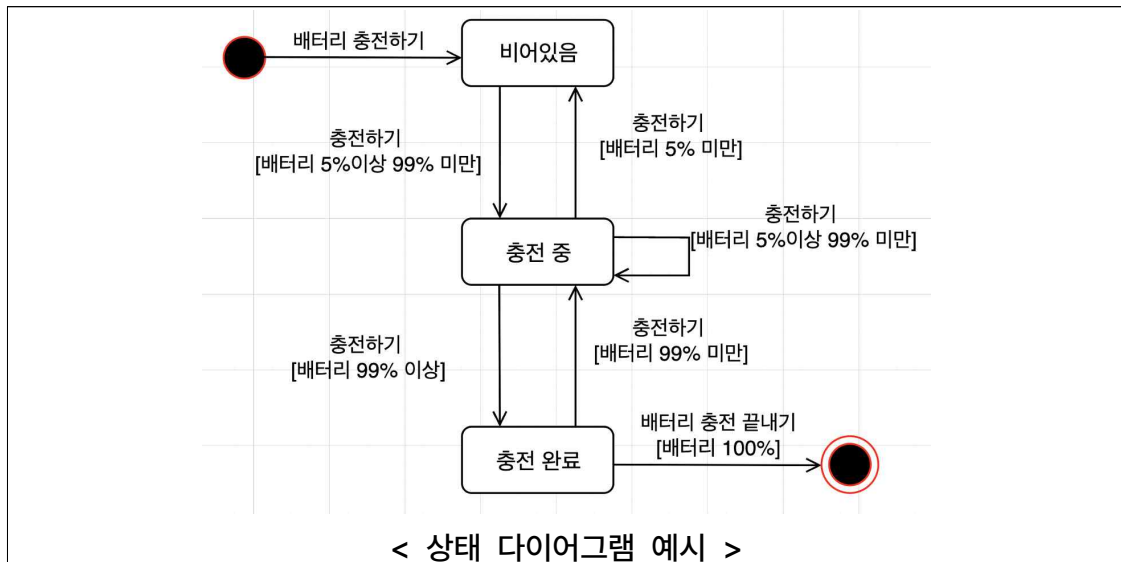 배터리 충전하기
비어있음
충전하기
[배터리 5%이상 99% 미만]
충전하기
[배터리 5% 미만]
충전하기
[배터리 5%이상 99% 미만]
충전 중
충전하기
[배터리 99% 이상]
충전하기
[배터리 99% 미만]
배터리 충전 끝내기
[배터리 100%]
충전 완료
< 상태 다이어그램 예시 >